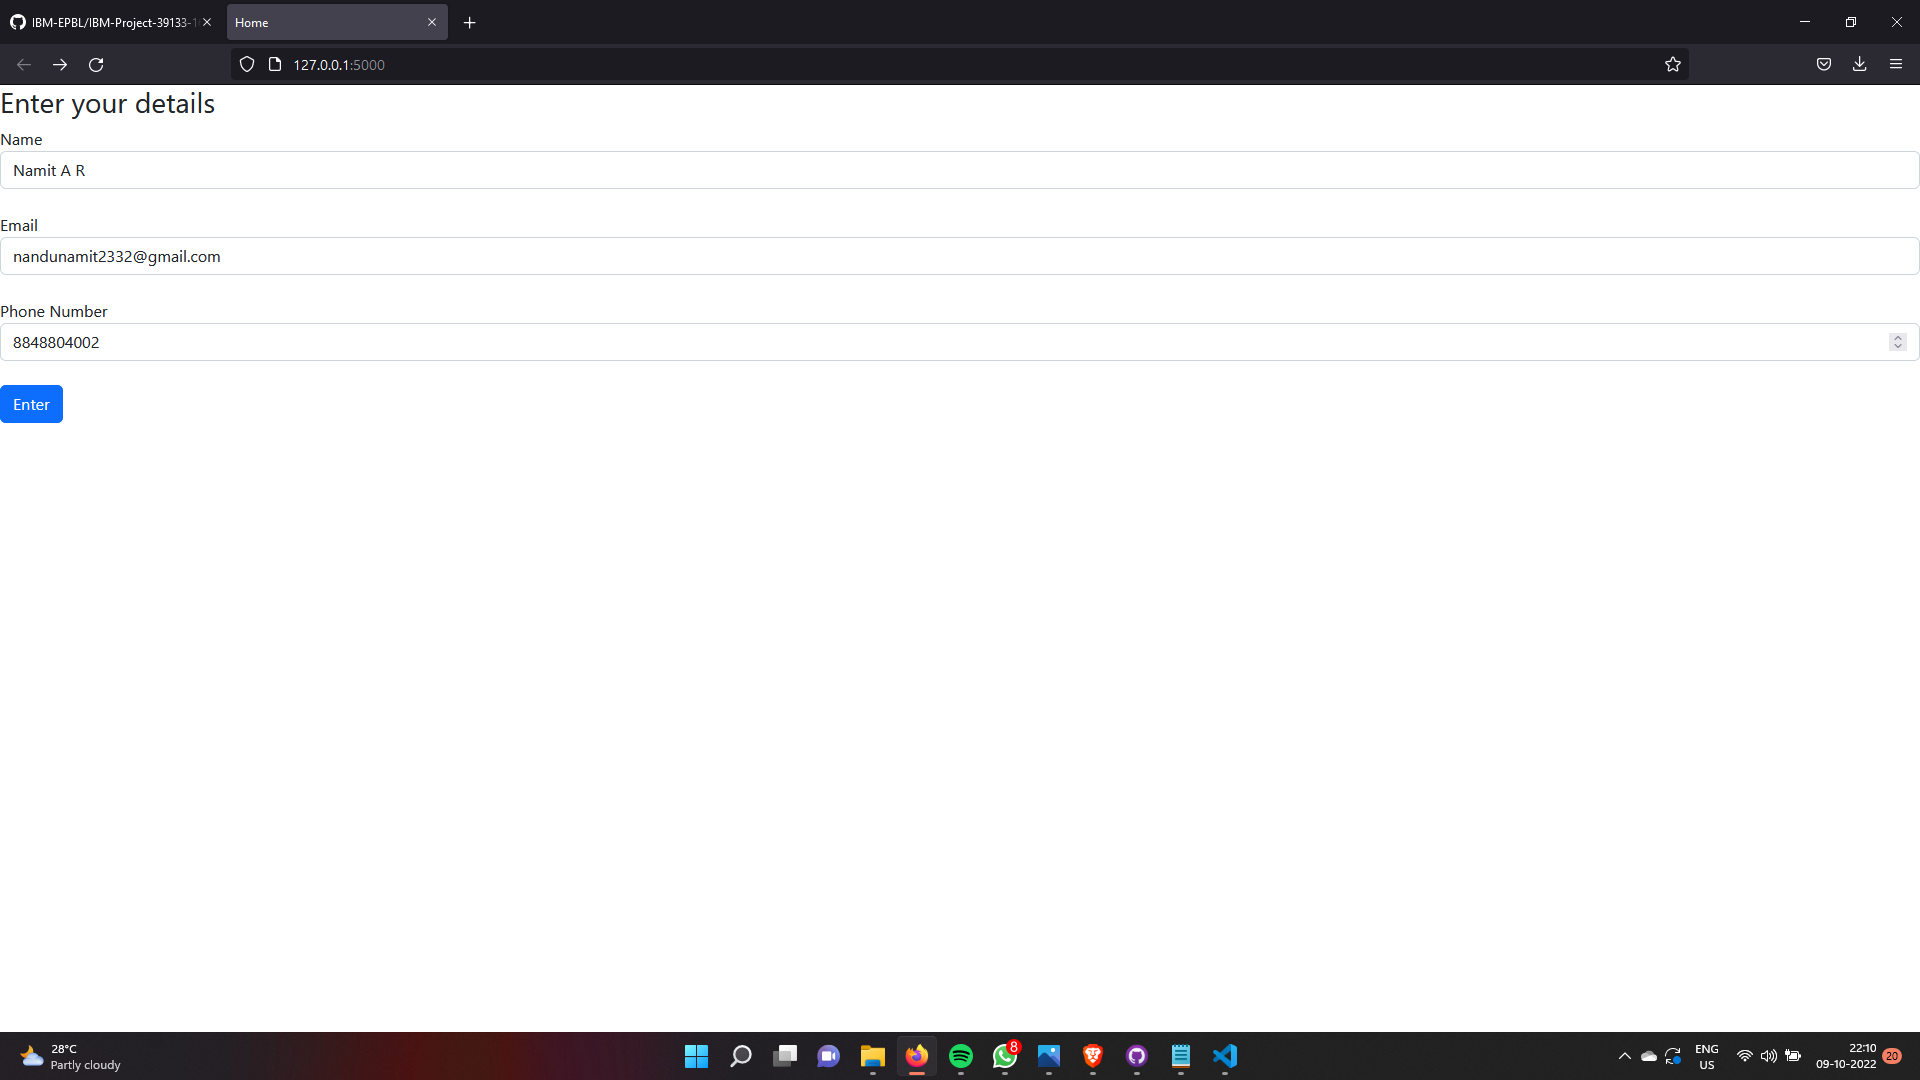 IBM-EPBL/IBM-Project-39133-1
Home
127.0.0.1:5000
Enter your details
Name
Namit A R
Email
nandunamit2332@gmail.com
Phone Number
8848804002
Enter
28°C
Partly cloudy
8
ENG
US
22:10
09-10-2022
20